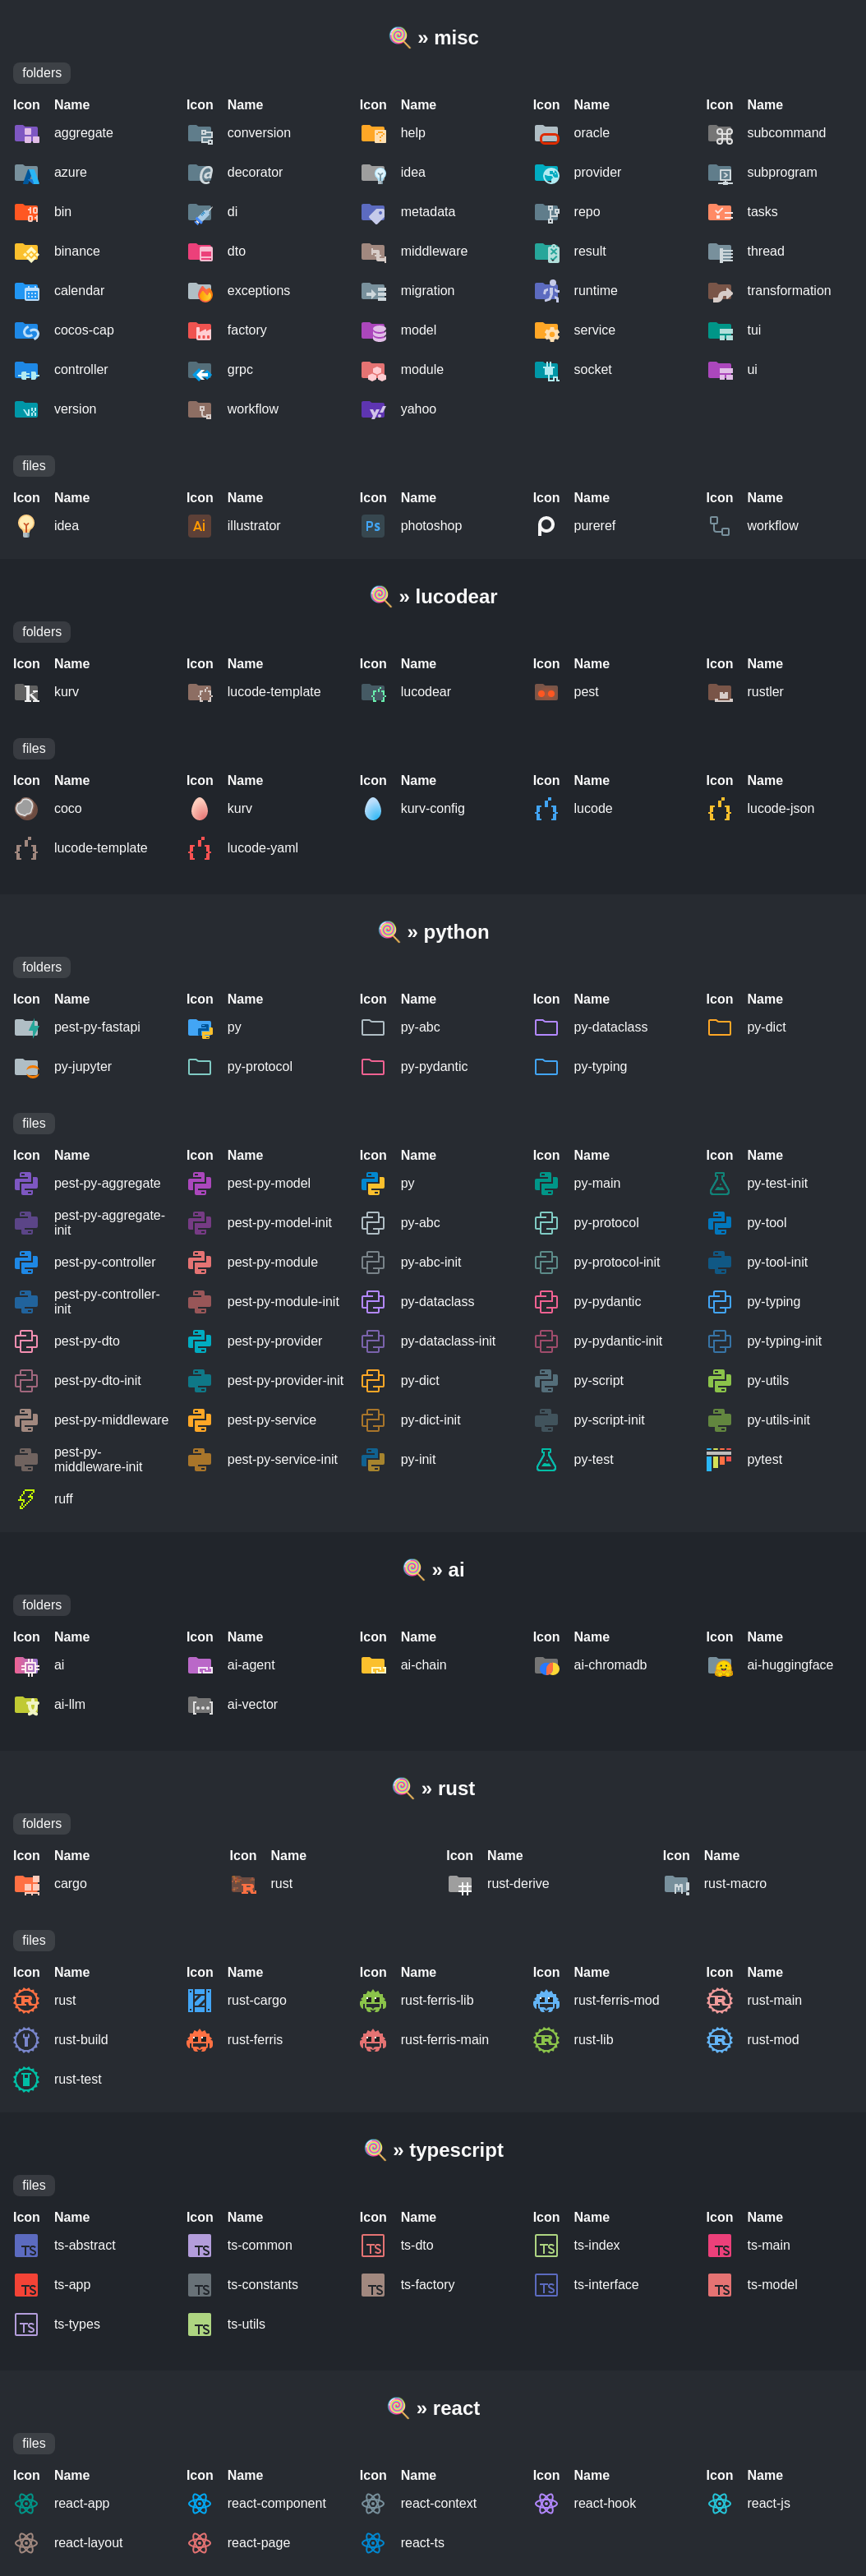 » misc
folders
Icon Name Icon Name Icon Name Icon Name Icon Name
aggregate conversion help oracle subcommand
azure decorator idea provider subprogram
bin di metadata repo tasks
binance dto middleware result thread
calendar exceptions migration runtime transformation
cocos-cap factory model service tui
controller grpc module socket ui
version workflow yahoo
files
Icon Name Icon Name Icon Name Icon Name Icon Name
idea illustrator photoshop pureref workflow
» lucodear
folders
Icon Name Icon Name Icon Name Icon Name Icon Name
kurv lucode-template lucodear pest rustler
files
Icon Name Icon Name Icon Name Icon Name Icon Name
coco kurv kurv-config lucode lucode-json
lucode-template lucode-yaml
» python
folders
Icon Name Icon Name Icon Name Icon Name Icon Name
pest-py-fastapi py py-abc py-dataclass py-dict
py-jupyter py-protocol py-pydantic py-typing
files
Icon Name Icon Name Icon Name Icon Name Icon Name
pest-py-aggregate pest-py-model py py-main py-test-init
pest-py-aggregate-
init pest-py-model-init py-abc py-protocol py-tool
pest-py-controller pest-py-module py-abc-init py-protocol-init py-tool-init
pest-py-controller-
init pest-py-module-init py-dataclass py-pydantic py-typing
pest-py-dto pest-py-provider py-dataclass-init py-pydantic-init py-typing-init
pest-py-dto-init pest-py-provider-init py-dict py-script py-utils
pest-py-middleware pest-py-service py-dict-init py-script-init py-utils-init
pest-py-
middleware-init pest-py-service-init py-init py-test pytest
ruff
» ai
folders
Icon Name Icon Name Icon Name Icon Name Icon Name
ai ai-agent ai-chain ai-chromadb ai-huggingface
ai-llm ai-vector
» rust
folders
Icon Name Icon Name Icon Name Icon Name
cargo rust rust-derive rust-macro
files
Icon Name Icon Name Icon Name Icon Name Icon Name
rust rust-cargo rust-ferris-lib rust-ferris-mod rust-main
rust-build rust-ferris rust-ferris-main rust-lib rust-mod
rust-test
» typescript
files
Icon Name Icon Name Icon Name Icon Name Icon Name
TS ts-abstract TS ts-common TS ts-dto TS ts-index TS ts-main
TS ts-app TS ts-constants TS ts-factory TS ts-interface TS ts-model
TS ts-types TS ts-utils
» react
files
Icon Name Icon Name Icon Name Icon Name Icon Name
react-app react-component react-context react-hook react-js
react-layout react-page react-ts